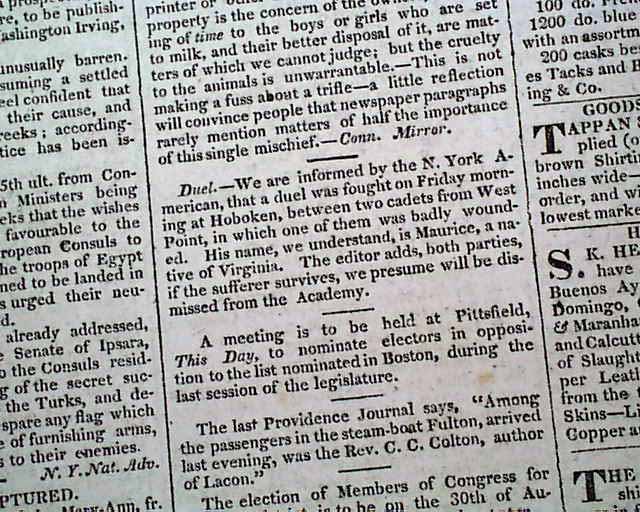 re, to be publish-
ashington Irving,
unusually barren.
suming a settled
eel confident that
their cause, and
reeks; according-
tice has been is-
5th ult. from Con-
n Ministers being
eks that the wishes
favourable to the
ropean Consuls to
he troops of Egypt
ned to be landed in
s urged their neu-
d.
already addressed,
e Senate of Ipsara,
o the Consuls resid-
g of the secret suc-
the Turks, and de-
spare any flag which
e of furnishing arms,
s to their enemies.
N. Y. Nat. Adv.
PTURED.
Mary-Ann, fr.
property is the concern of the
ing of time to the boys or girls who are set
to milk, and their better disposal of it, are mat-
ters of which we cannot judge; but the cruelty
to the animals is unwarrantable.—This is not
making a fuss about a trifle—a little reflection
will convince people that newspaper paragraphs
rarely mention matters of half the importance
of this single mischief.—Conn. Mirror.
Duel.—We are informed by the N. York A-
merican, that a duel was fought on Friday morn-
ing at Hoboken, between two cadets from West
Point, in which one of them was badly wound-
ed. His name, we understand, is Maurice, a na-
tive of Virginia. The editor adds, both parties,
if the sufferer survives, we presume will be dis-
missed from the Academy.
A meeting is to be held at Pittsfield,
This Day, to nominate electors in opposi-
tion to the list nominated in Boston, during the
last session of the legislature.
The last Providence Journal says, "Among
the passengers in the steam-boat Fulton, arrived
last evening, was the Rev. C. C. Colton, author
of Lacon."
The election of Members of Congress for
is to be on the 30th of Au-
100 do.
1200 do. blue
with an assortm
200 casks be
es Tacks and B
ing & Co.
GOODS
TAPPAN
plied (o
brown Shirti
inches wide—
order, and w
lowest marke
H
S. K. HE
have
Buenos Ay
Domingo,
& Maranha
and Calcutt
of Slaught
per Leath
from the
Skins—L
Copper a
THE
shi